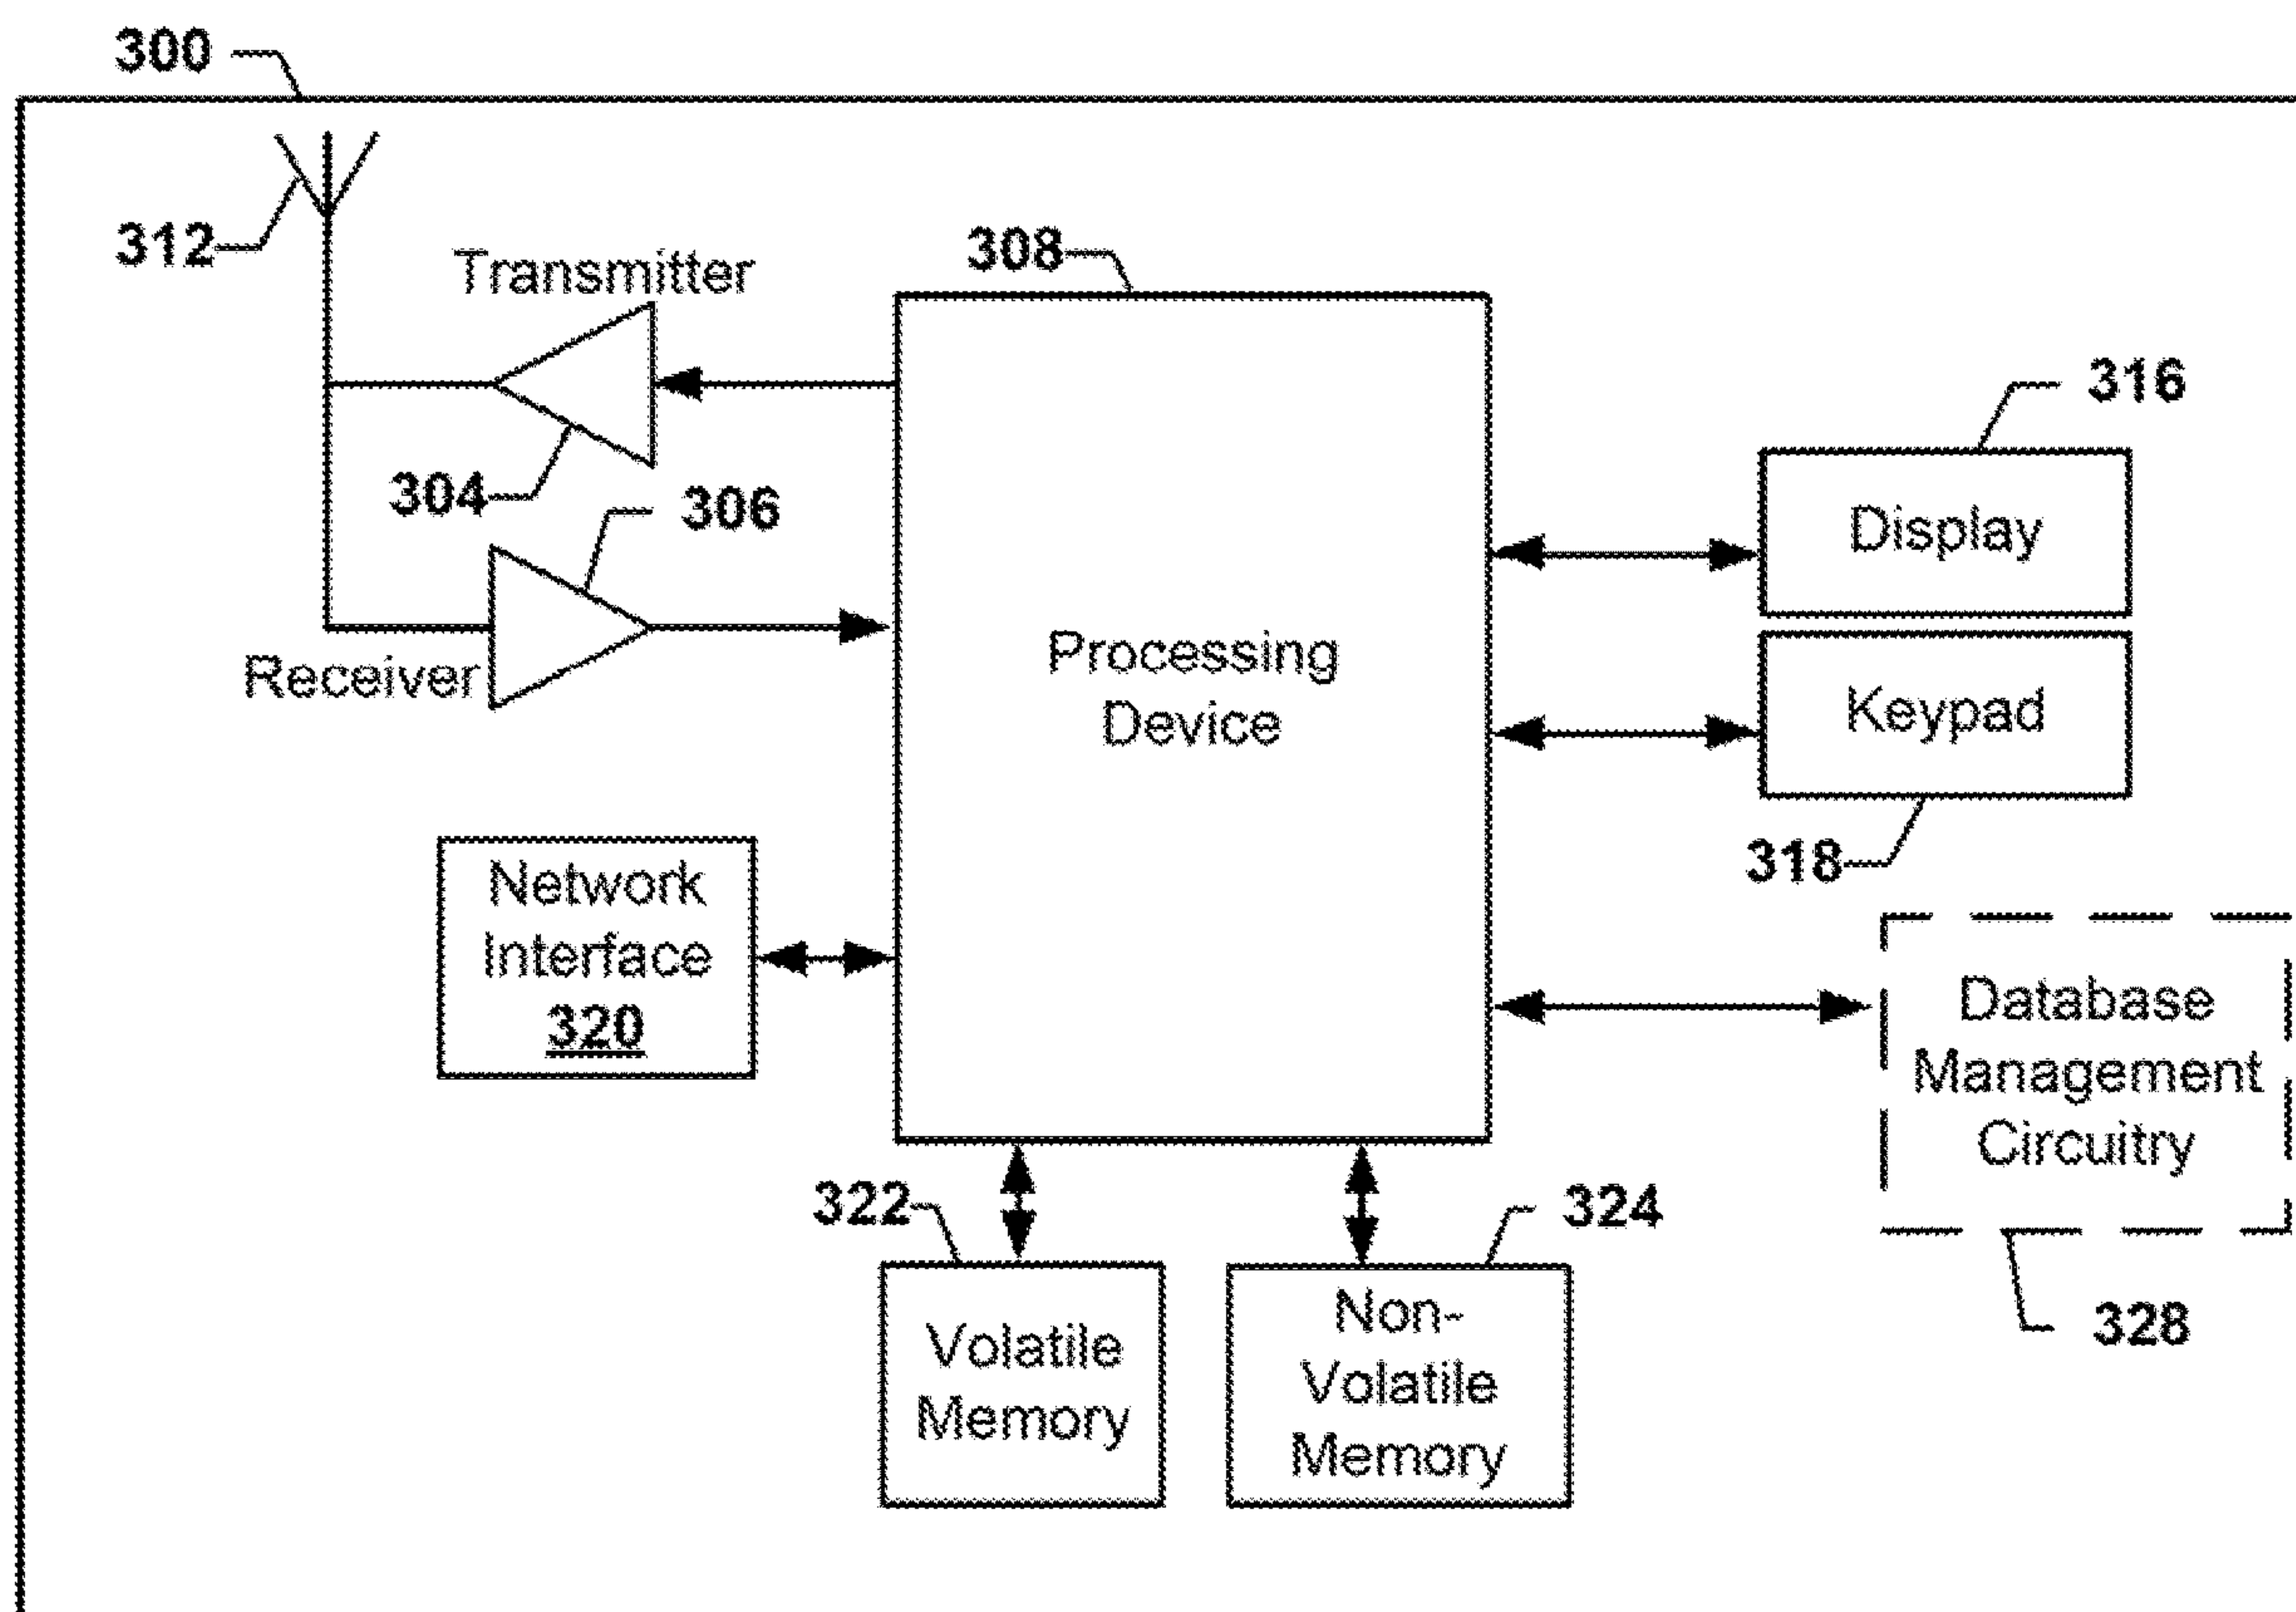 300
312
Transmitter
308
304
306
Receiver
Processing
Device
316
Display
Keypad
318
Network
Interface
320
Database
Management
Circuitry
328
322
324
Volatile
Memory
Non-
Volatile
Memory